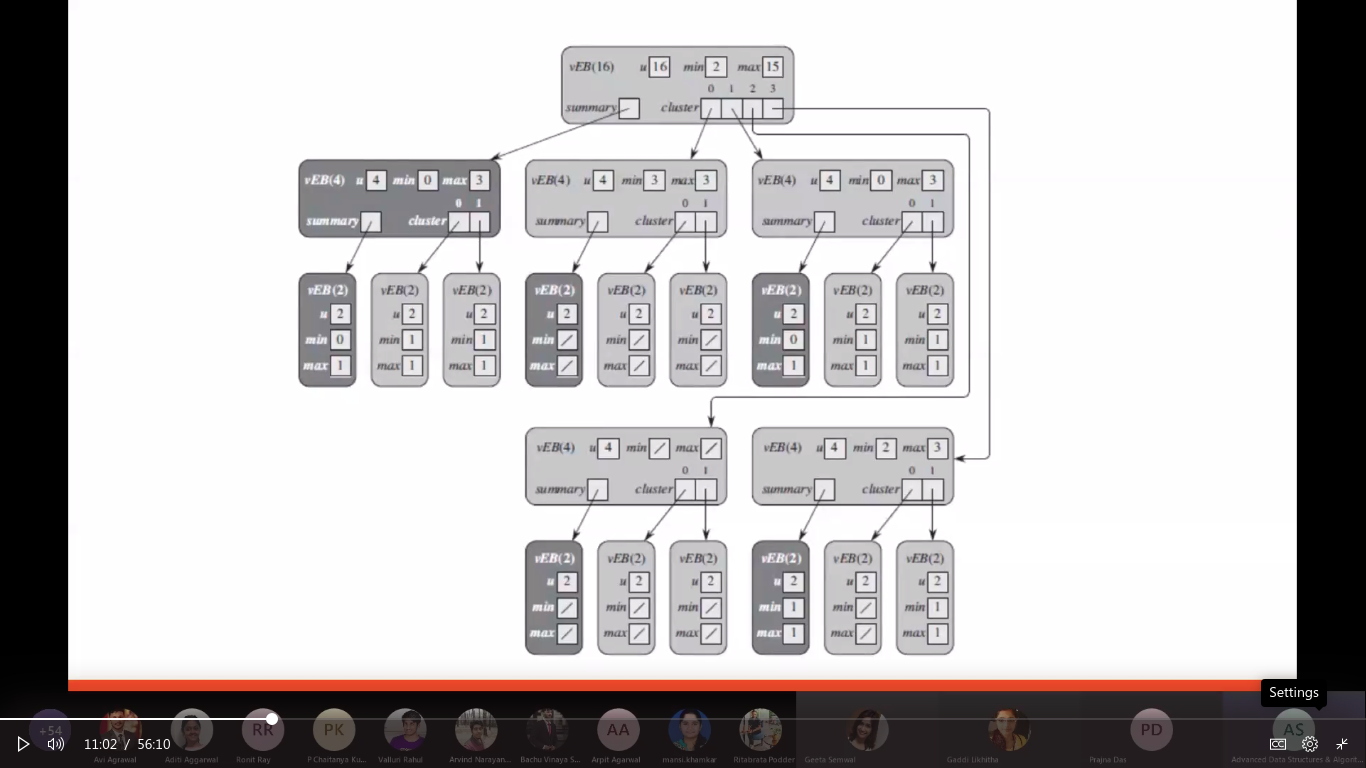 vEB(16) u 16 min 2 max 15
0 1 2 3
summary cluster
vEB(4) u 4 min 0 max 3
0 1
summary cluster
vEB(4) u 4 min 3 max 3
0 1
summary cluster
vEB(4) u 4 min 0 max 3
0 1
summary cluster
vEB(2)
u 2
min 0
max 1
vEB(2)
u 2
min 1
max 1
vEB(2)
u 2
min 1
max 1
vEB(2)
u 2
min /
max /
vEB(2)
u 2
min /
max /
vEB(2)
u 2
min /
max /
vEB(2)
u 2
min 0
max 1
vEB(2)
u 2
min 1
max 1
vEB(2)
u 2
min 1
max 1
vEB(4) u 4 min / max /
0 1
summary cluster
vEB(4) u 4 min 2 max 3
0 1
summary cluster
vEB(2)
u 2
min /
max /
vEB(2)
u 2
min /
max /
vEB(2)
u 2
min /
max /
vEB(2)
u 2
min 1
max 1
vEB(2)
u 2
min /
max /
vEB(2)
u 2
min 1
max 1
Settings
+54 RR PK AA PD AS
11:02 / 56:10
CC
Avi Agrawal
Aditi Aggarwal
Ronit Ray
P Chaitanya Ku...
Valluri Rahul
Arvind Narayan...
Bachu Vinaya S...
Arpit Agarwal
mansi.khamkar
Ritabrata Podder
Geeta Semwal
Gaddi Likhitha
Prajna Das
Advanced Data Structures & Algorit...